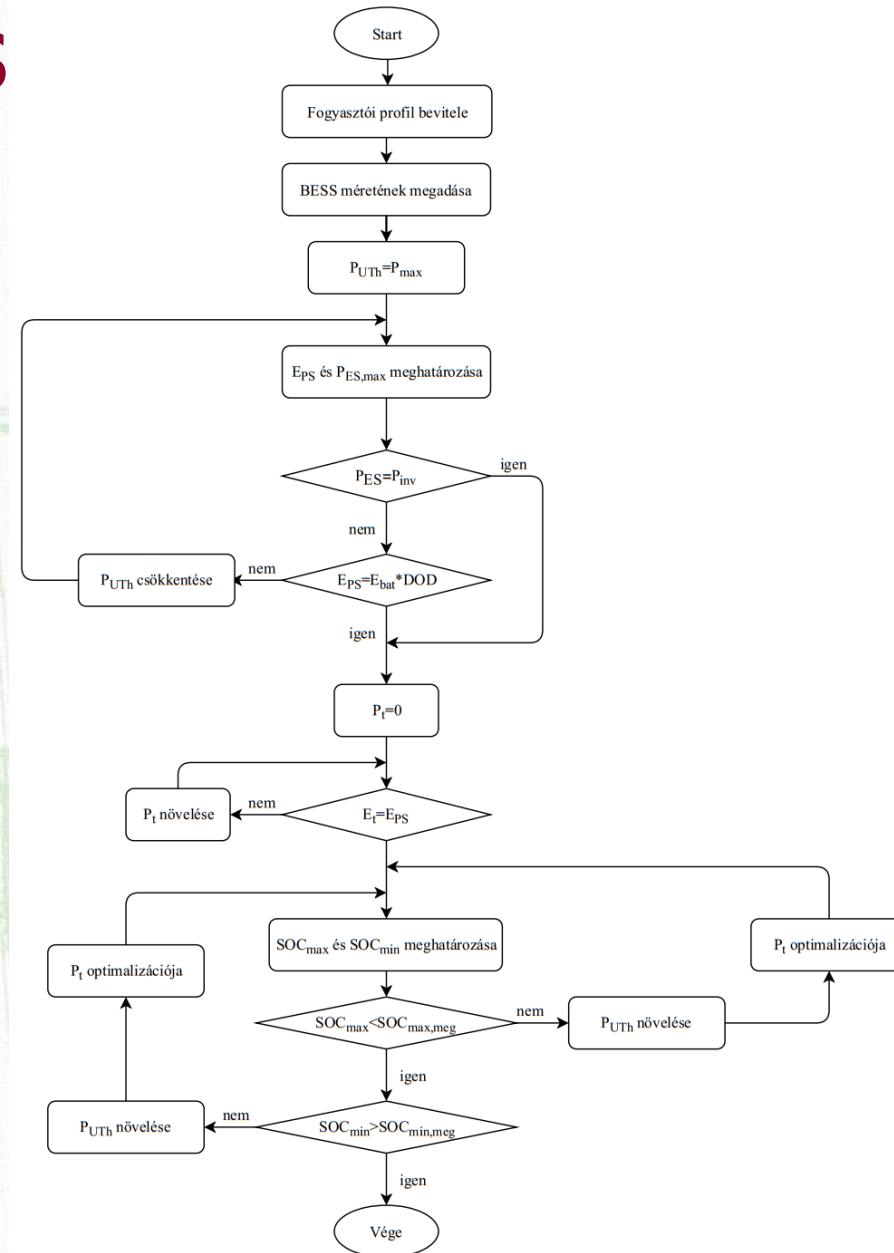 S
Start
Fogyasztói profil bevitele
BESS méretének megadása
P_UTh=P_max
E_PS és P_ES,max meghatározása
P_ES=P_inv
igen
nem
E_PS=E_bat*DOD
nem
P_UTh csökkentése
igen
P_t=0
E_t=E_PS
nem
P_t növelése
SOC_max és SOC_min meghatározása
P_t optimalizációja
P_t optimalizációja
SOC_max<SOC_max,meg
nem
P_UTh növelése
igen
SOC_min>SOC_min,meg
nem
P_UTh növelése
igen
Vége